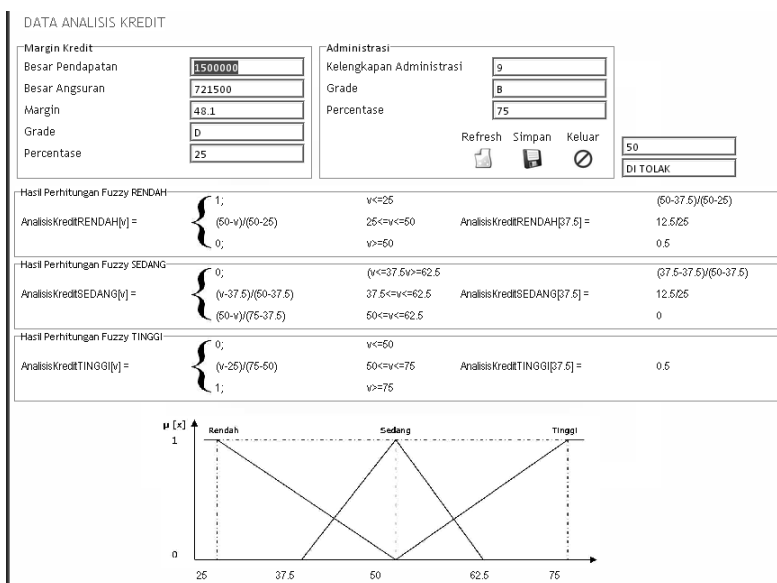 DATA ANALISIS KREDIT
Margin Kredit
Besar Pendapatan 1500000
Besar Angsuran 721500
Margin 48.1
Grade D
Percentase 25
Administrasi
Kelengkapan Administrasi 9
Grade B
Percentase 75
Refresh Simpan Keluar
50
DI TOLAK
Hasil Perhitungan Fuzzy RENDAH
1; v<=25 (50-37.5)/(50-25)
AnalisisKreditRENDAH[v] = (50-v)/(50-25) 25<=v<=50 AnalisisKreditRENDAH[37.5] = 12.5/25
0; v>=50 0.5
Hasil Perhitungan Fuzzy SEDANG
0; (v<=37.5v>=62.5 (37.5-37.5)/(50-37.5)
AnalisisKreditSEDANG[v] = (v-37.5)/(50-37.5) 37.5<=v<=62.5 AnalisisKreditSEDANG[37.5] = 12.5/25
(50-v)/(75-37.5) 50<=v<=62.5 0
Hasil Perhitungan Fuzzy TINGGI
0; v<=50
AnalisisKreditTINGGI[v] = (v-25)/(75-50) 50<=v<=75 AnalisisKreditTINGGI[37.5] = 0.5
1; v>=75
μ [x]
Rendah Sedang Tinggi
1
0
25 37.5 50 62.5 75